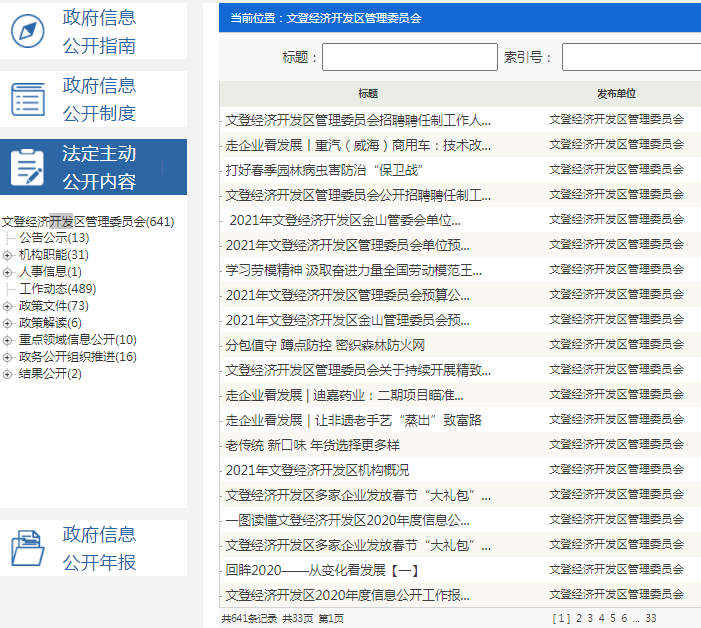 政府信息
公开指南
政府信息
公开制度
法定主动
公开内容
文登经济开发区管理委员会(641)
公告公示(13)
机构职能(31)
人事信息(1)
工作动态(489)
政策文件(73)
政策解读(6)
重点领域信息公开(10)
政务公开组织推进(16)
结果公开(2)
政府信息
公开年报
当前位置：文登经济开发区管理委员会
标题： 索引号：
标题 发布单位
· 文登经济开发区管理委员会招聘聘任制工作人... 文登经济开发区管理委员会
· 走企业看发展丨重汽（威海）商用车：技术改... 文登经济开发区管理委员会
· 打好春季园林病虫害防治“保卫战” 文登经济开发区管理委员会
· 文登经济开发区管理委员会公开招聘聘任制工... 文登经济开发区管理委员会
· 2021年文登经济开发区金山管委会单位... 文登经济开发区管理委员会
· 2021年文登经济开发区管理委员会单位预... 文登经济开发区管理委员会
· 学习劳模精神 汲取奋进力量全国劳动模范王... 文登经济开发区管理委员会
· 2021年文登经济开发区管理委员会预算公... 文登经济开发区管理委员会
· 2021年文登经济开发区金山管理委员会预... 文登经济开发区管理委员会
· 分包值守 蹲点防控 密织森林防火网 文登经济开发区管理委员会
· 文登经济开发区管理委员会关于持续开展精致... 文登经济开发区管理委员会
· 走企业看发展 | 迪嘉药业：二期项目瞄准... 文登经济开发区管理委员会
· 走企业看发展｜让非遗老手艺“蒸出”致富路 文登经济开发区管理委员会
· 老传统 新口味 年货选择更多样 文登经济开发区管理委员会
· 2021年文登经济开发区机构概况 文登经济开发区管理委员会
· 文登经济开发区多家企业发放春节“大礼包”... 文登经济开发区管理委员会
· 一图读懂文登经济开发区2020年度信息公... 文登经济开发区管理委员会
· 文登经济开发区多家企业发放春节“大礼包”... 文登经济开发区管理委员会
· 回眸2020——从变化看发展【一】 文登经济开发区管理委员会
· 文登经济开发区2020年度信息公开工作报... 文登经济开发区管理委员会
共641条记录 共33页 第1页 [ 1 ] 2 3 4 5 6 ... 33